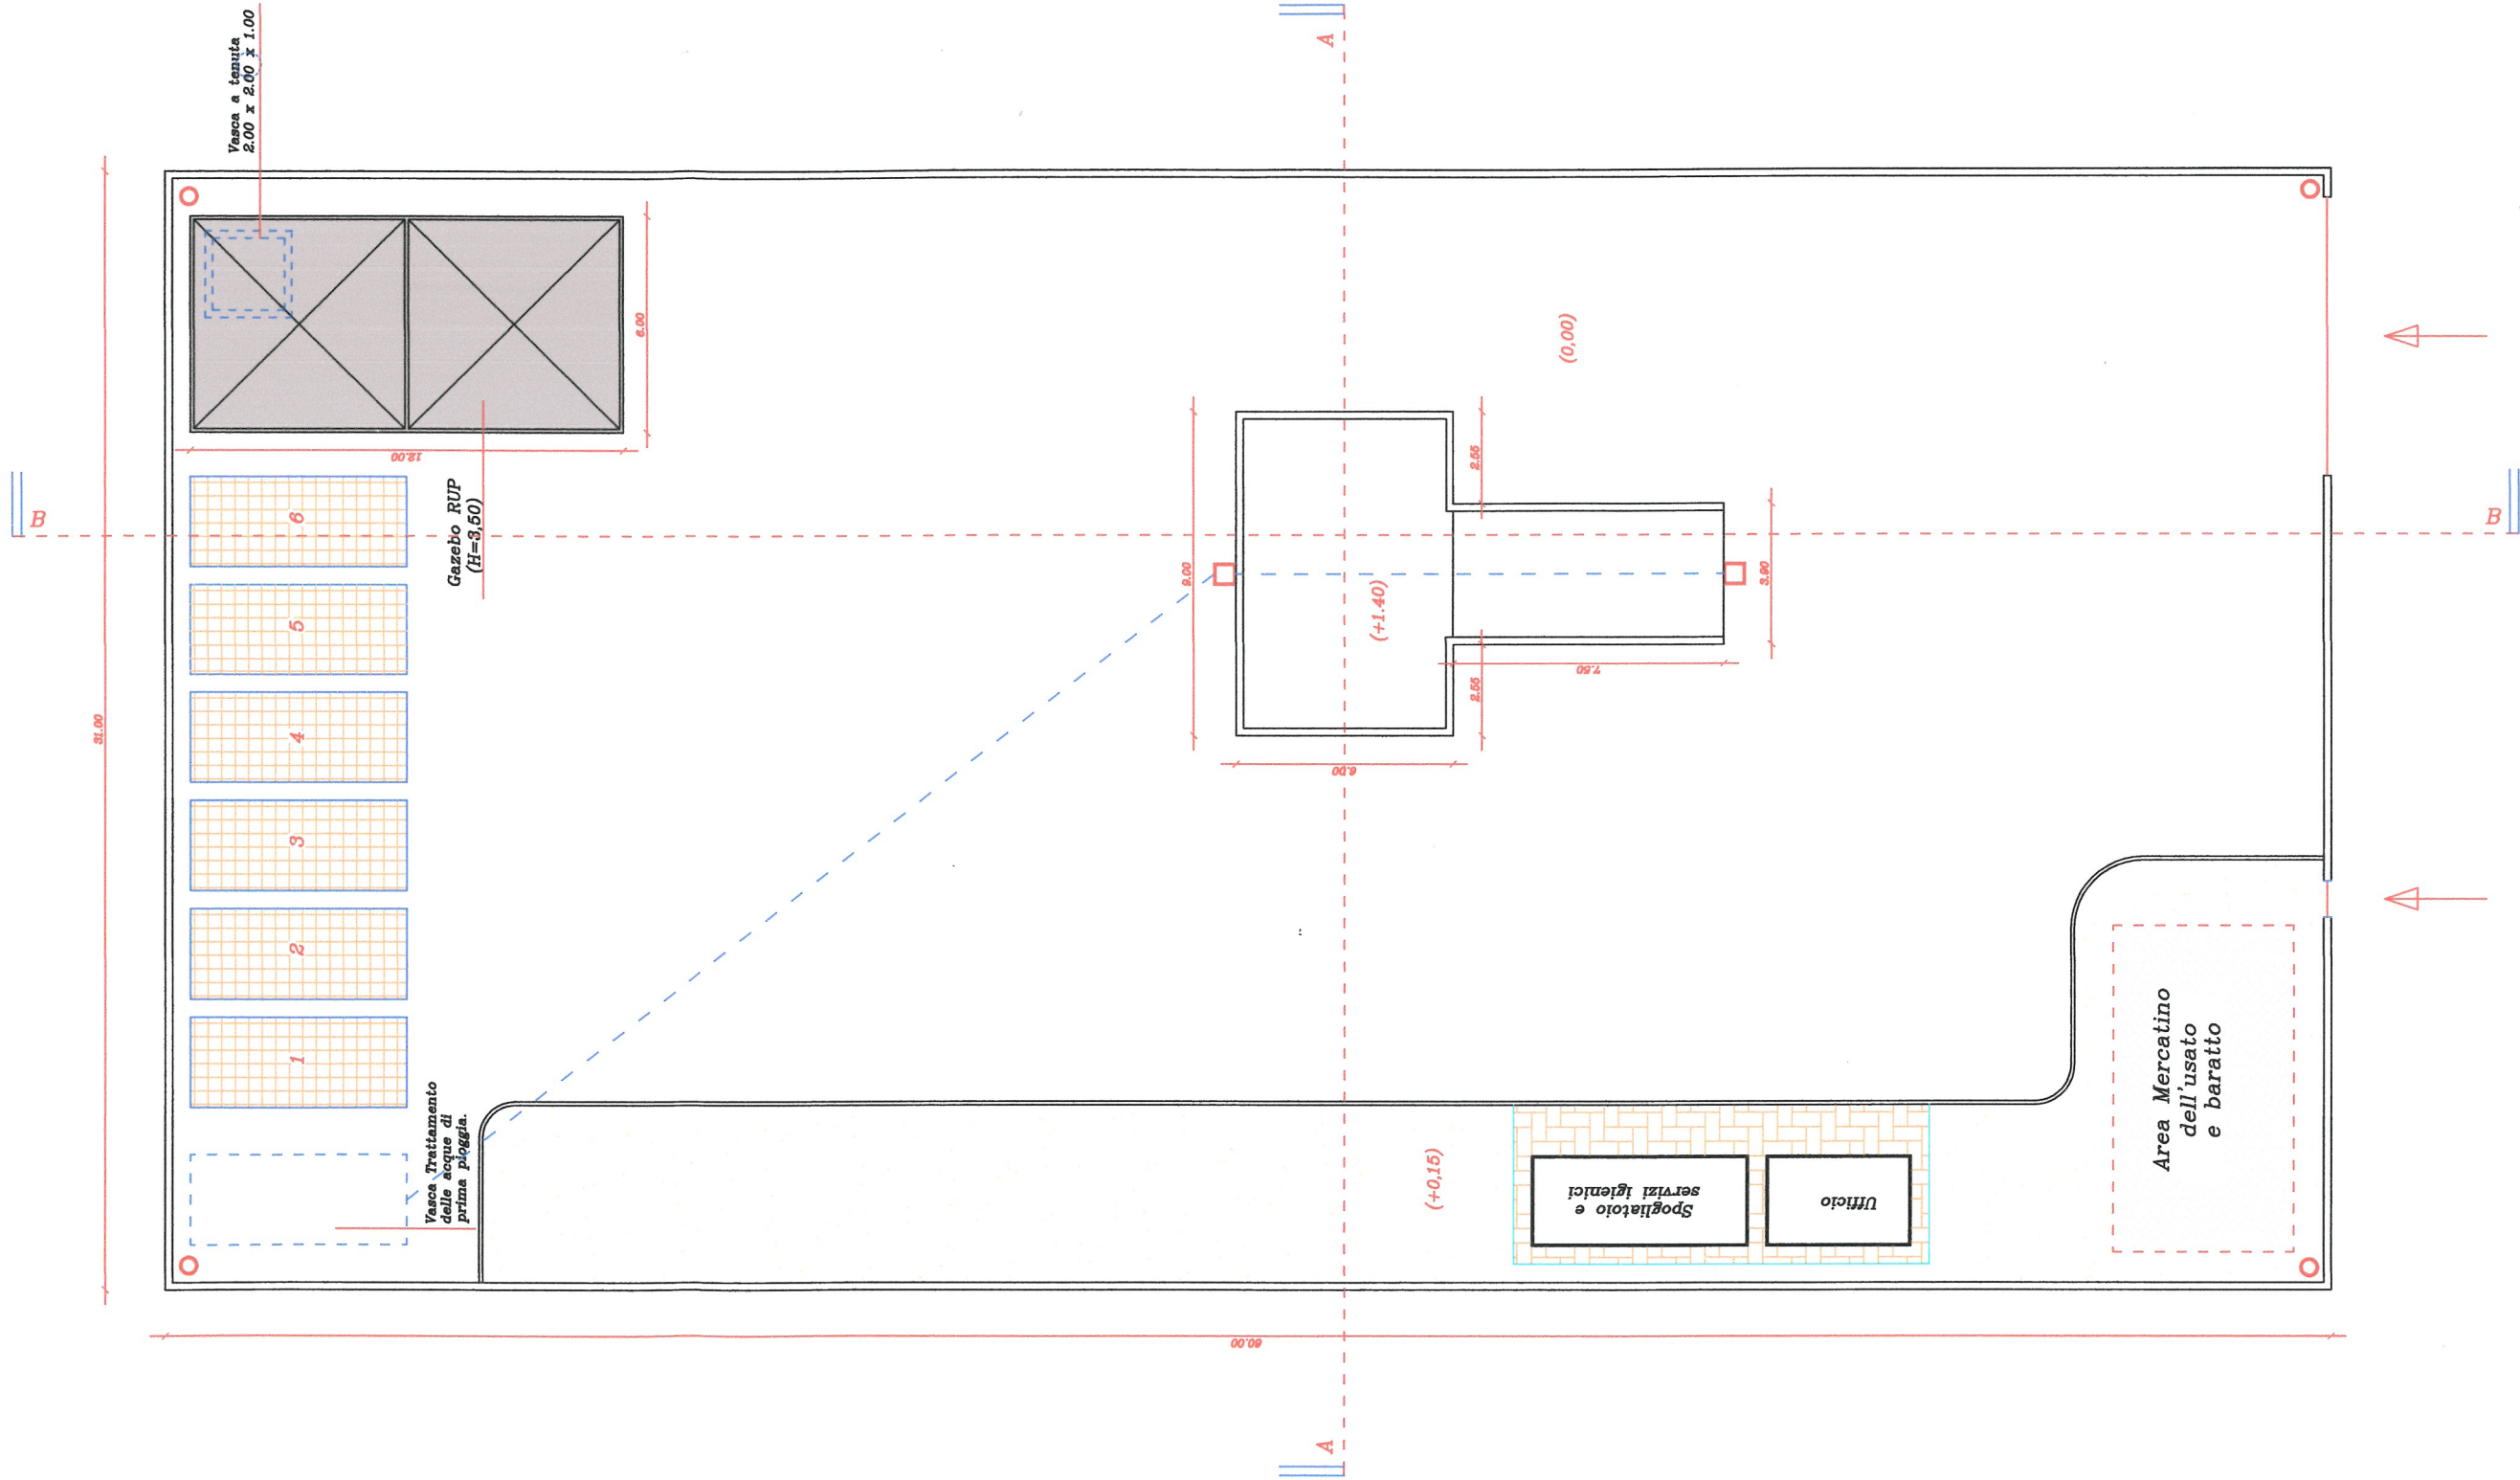 Vasca a tenuta
2.00 x 2.00 x 1.00
A
31.00
6.00
12.00
Gazebo RUP
(H=3,50)
B
B
6
5
4
3
2
1
(0,00)
9.00
2.55
(+1.40)
3.90
7.50
2.55
6.00
Vasca Trattamento
delle acque di
prima pioggia.
(+0,15)
Spogliatoio e
servizi igienici
Ufficio
Area Mercatino
dell'usato
e baratto
60.00
A